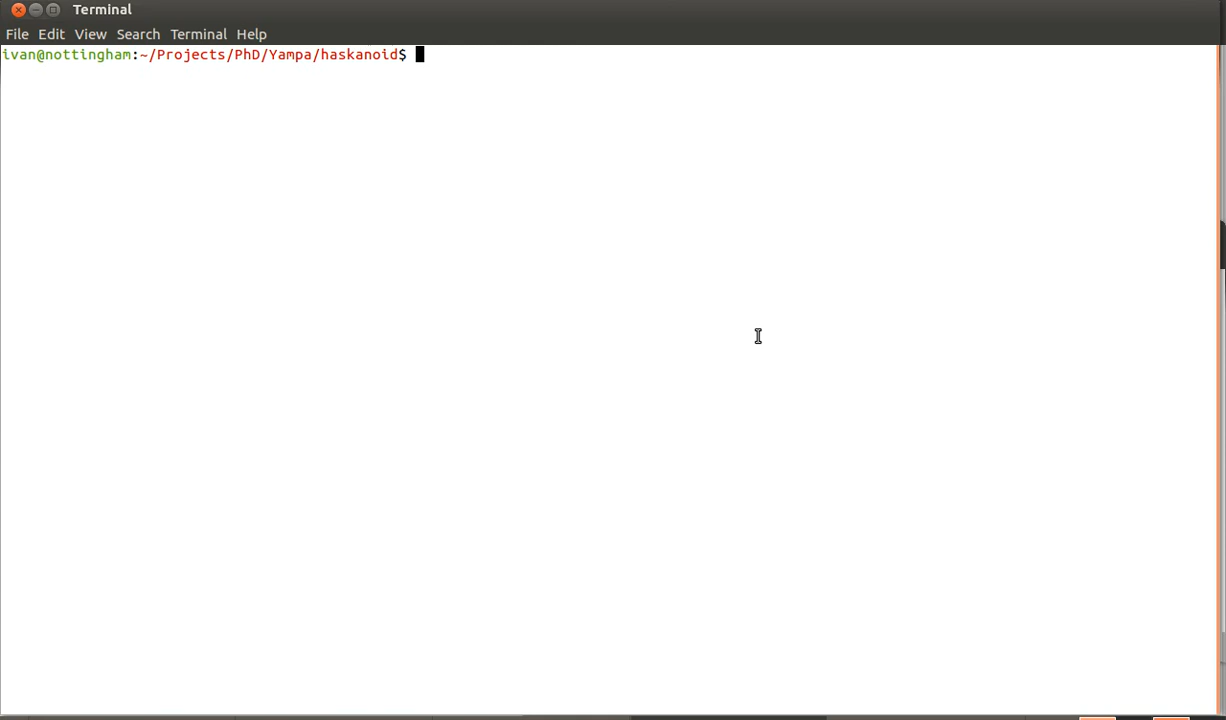 Terminal
File Edit View Search Terminal Help
ivan@nottingham:~/Projects/PhD/Yampa/haskanoid$